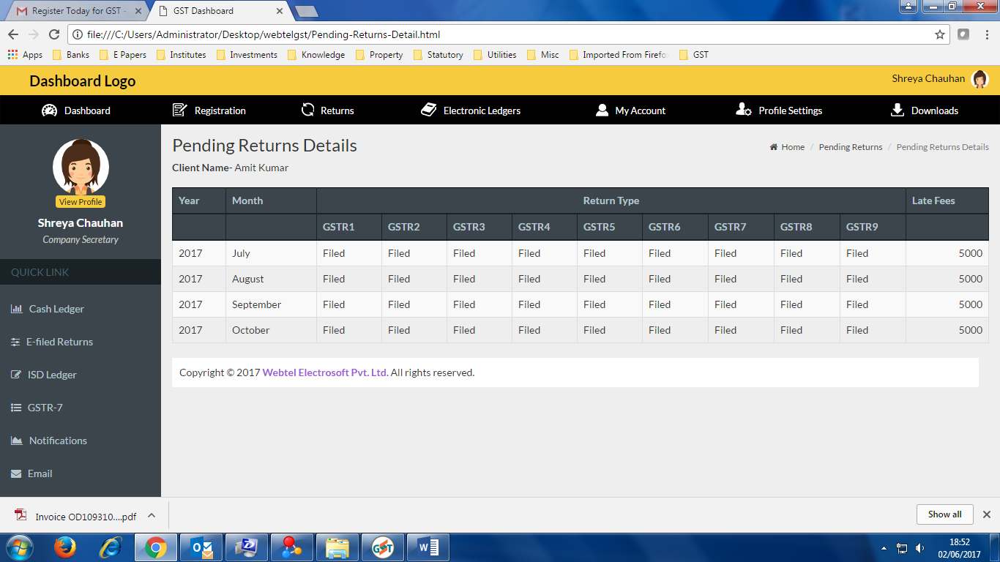 Register Today for GST -
GST Dashboard
file:///C:/Users/Administrator/Desktop/webtelgst/Pending-Returns-Detail.html
Apps Banks E Papers Institutes Investments Knowledge Property Statutory Utilities Misc Imported From Firefo GST
Dashboard Logo
Shreya Chauhan
Dashboard Registration Returns Electronic Ledgers My Account Profile Settings Downloads
View Profile
Shreya Chauhan
Company Secretary
QUICK LINK
Cash Ledger
E-filed Returns
ISD Ledger
GSTR-7
Notifications
Email
Pending Returns Details
Home / Pending Returns / Pending Returns Details
Client Name- Amit Kumar
Year Month Return Type Late Fees
GSTR1 GSTR2 GSTR3 GSTR4 GSTR5 GSTR6 GSTR7 GSTR8 GSTR9
2017 July Filed Filed Filed Filed Filed Filed Filed Filed Filed 5000
2017 August Filed Filed Filed Filed Filed Filed Filed Filed Filed 5000
2017 September Filed Filed Filed Filed Filed Filed Filed Filed Filed 5000
2017 October Filed Filed Filed Filed Filed Filed Filed Filed Filed 5000
Copyright © 2017 Webtel Electrosoft Pvt. Ltd. All rights reserved.
Invoice OD109310....pdf
Show all
GST
18:52
02/06/2017